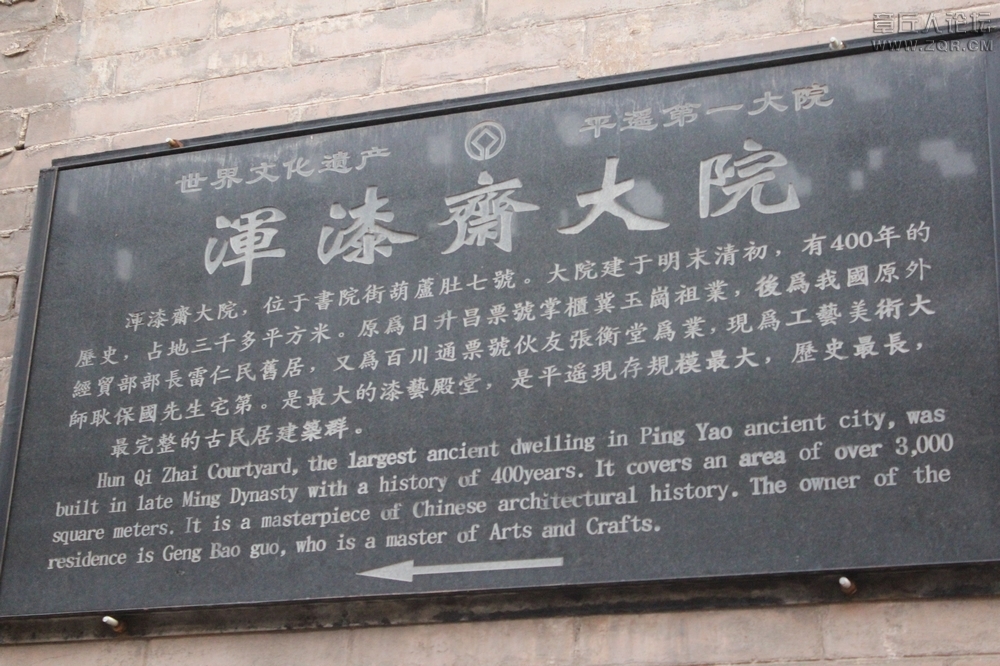 章丘人论坛
WWW.ZQR.CM
世界文化遺产
平遥第一大院
渾漆齋大院
渾漆齋大院，位于書院街葫蘆肚七號。大院建于明末清初，有400年的
歷史，占地三千多平方米。原爲日升昌票號掌櫃冀玉崗祖業，後爲我國原外
經貿部部長雷仁民舊居，又爲百川通票號伙友張衡堂爲業，現爲工藝美術大
師耿保國先生宅第。是最大的漆藝殿堂，是平遥現存規模最大，歷史最長，
最完整的古民居建築群。
Hun Qi Zhai Courtyard, the largest ancient dwelling in Ping Yao ancient city, was
built in late Ming Dynasty with a history of 400years. It covers an area of over 3,000
square meters. It is a masterpiece of Chinese architectural history. The owner of the
residence is Geng Bao guo, who is a master of Arts and Crafts.